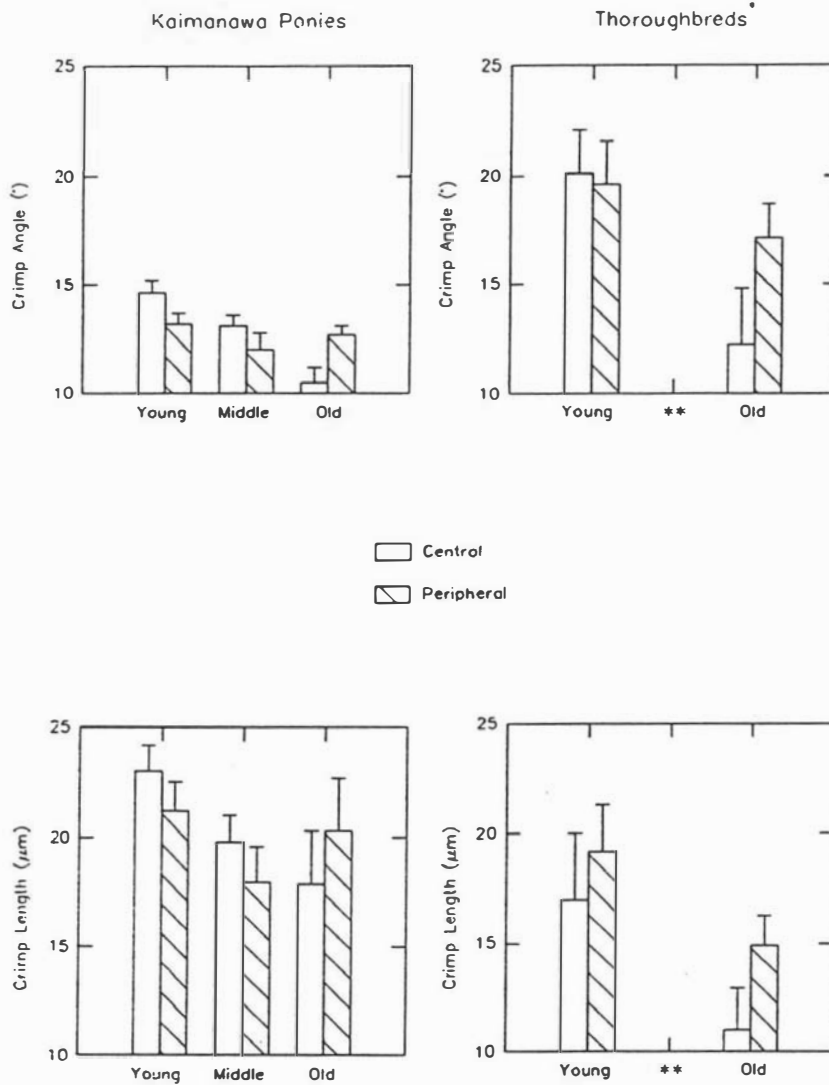 Kaimanawa Ponies
Thoroughbreds*
25
20
15
10
Crimp Angle (°)
Young Middle Old
25
20
15
10
Crimp Angle (°)
Young ** Old
Central
Peripheral
25
20
15
10
Crimp Length (μm)
Young Middle Old
25
20
15
10
Crimp Length (μm)
Young ** Old